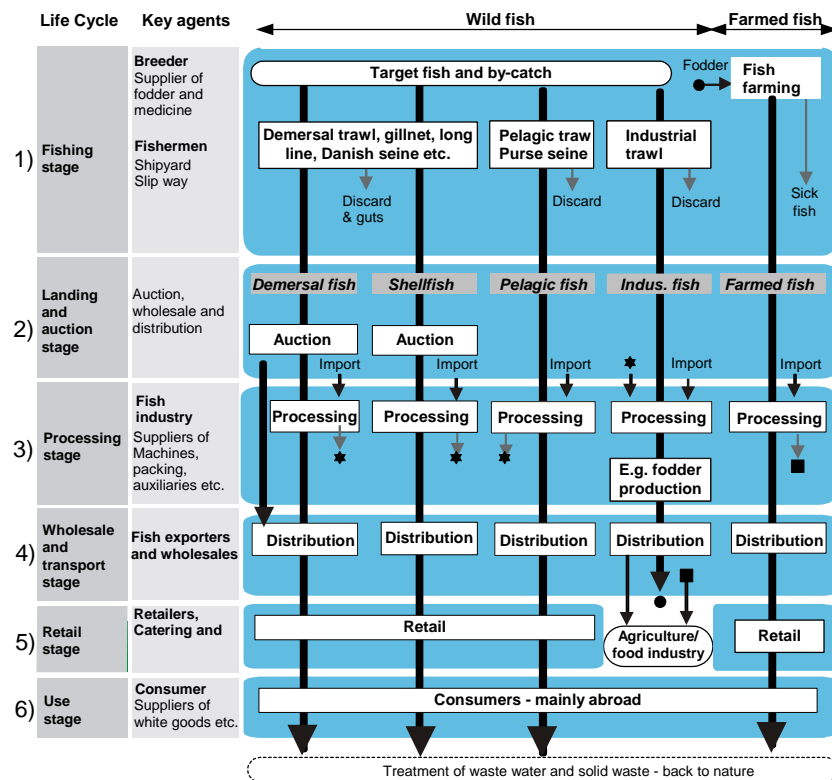 Life Cycle
Key agents
Wild fish
Farmed fish
1)
Fishing
stage
Breeder
Supplier of
fodder and
medicine
Fishermen
Shipyard
Slip way
Target fish and by-catch
Fodder
Fish
farming
Demersal trawl, gillnet, long
line, Danish seine etc.
Pelagic traw
Purse seine
Industrial
trawl
Discard
& guts
Discard
Discard
Sick
fish
2)
Landing
and
auction
stage
Auction,
wholesale and
distribution
Demersal fish
Shellfish
Pelagic fish
Indus. fish
Farmed fish
Auction
Auction
Import
Import
Import
Import
Import
3)
Processing
stage
Fish
industry
Suppliers of
Machines,
packing,
auxiliaries etc.
Processing
Processing
Processing
Processing
Processing
E.g. fodder
production
4)
Wholesale
and
transport
stage
Fish exporters
and wholesales
Distribution
Distribution
Distribution
Distribution
Distribution
5)
Retail
stage
Retailers,
Catering and
Retail
Agriculture/
food industry
Retail
6)
Use
stage
Consumer
Suppliers of
white goods etc.
Consumers - mainly abroad
Treatment of waste water and solid waste - back to nature